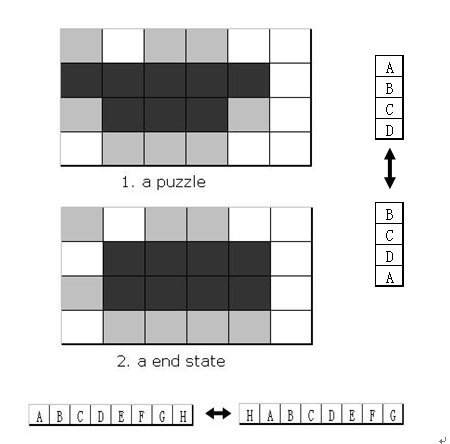 A
B
C
D
1. a puzzle
B
C
D
A
2. a end state
A B C D E F G H
H A B C D E F G